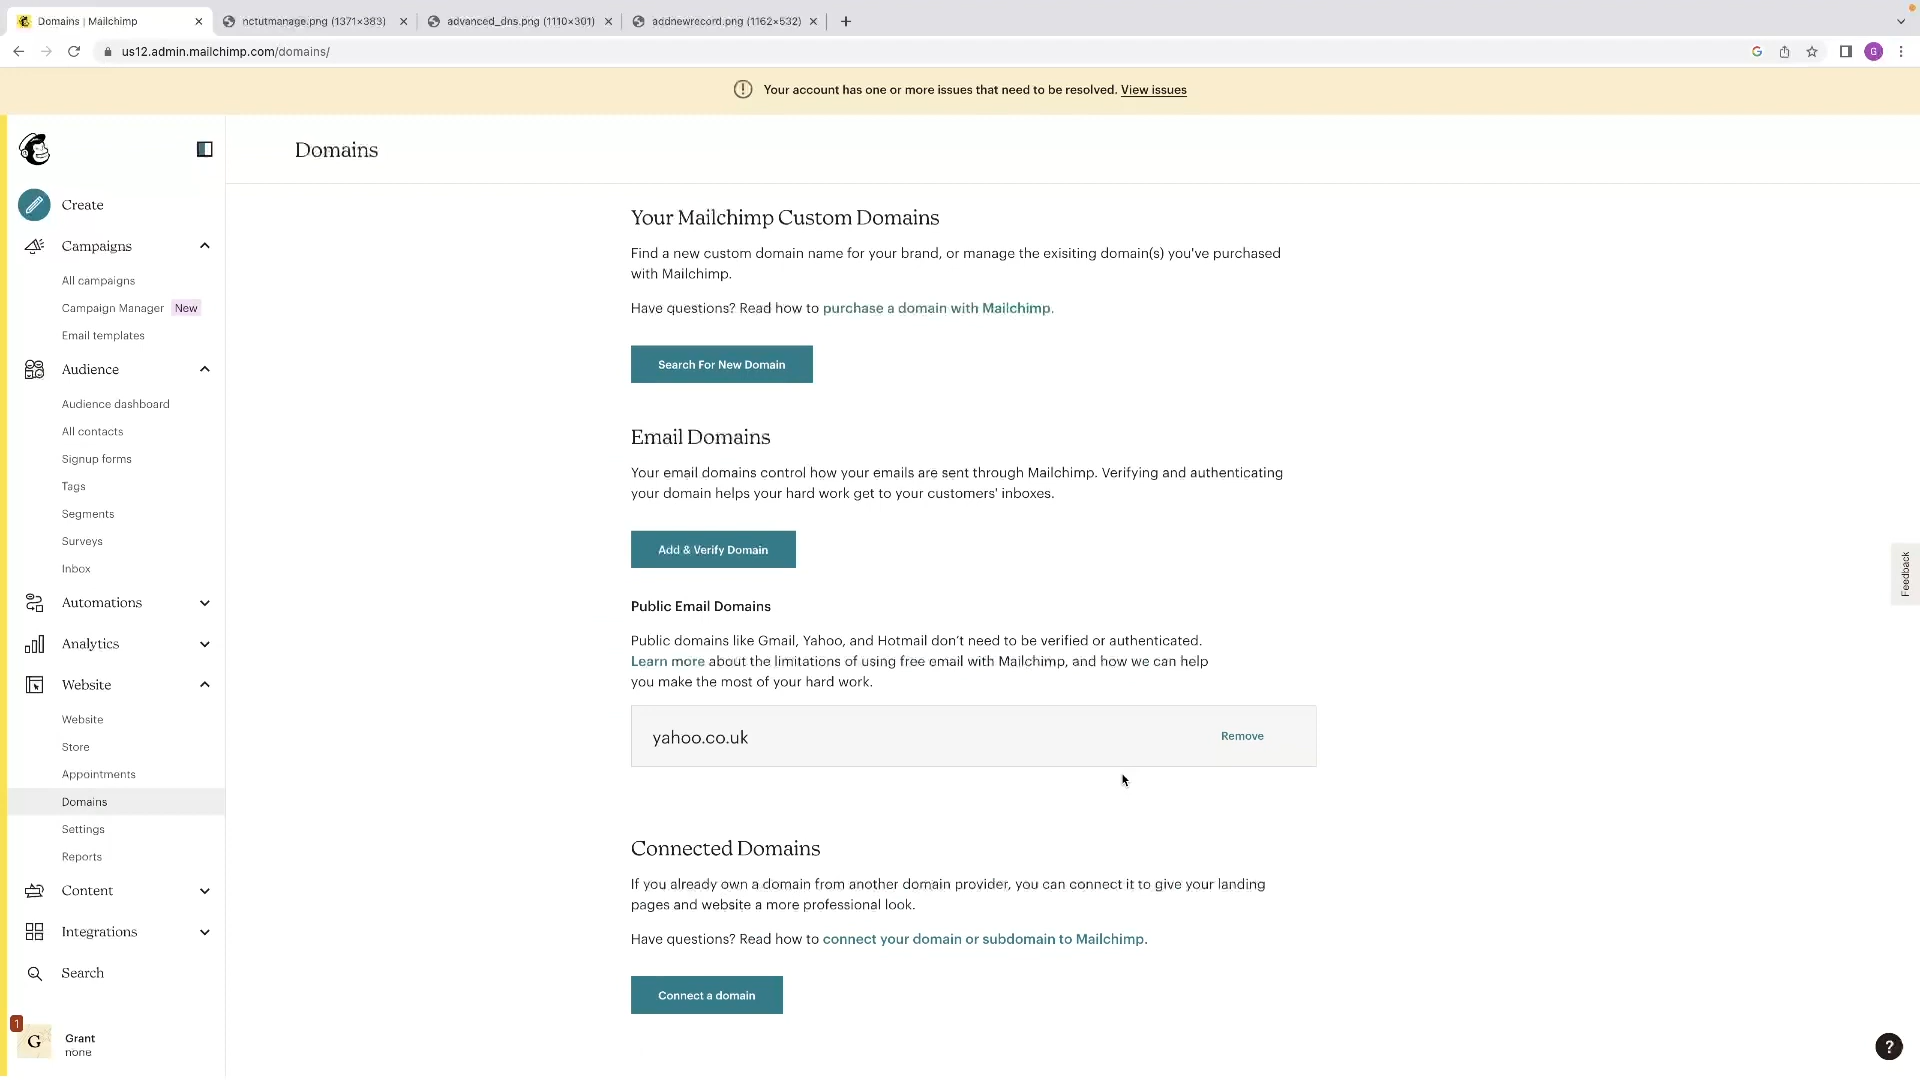 Domains | Mailchimp
nctutmanage.png (1371×383)
advanced_dns.png (1110×301)
addnewrecord.png (1162×532)
us12.admin.mailchimp.com/domains/
G
G
Your account has one or more issues that need to be resolved. View issues
Domains
Create
Campaigns
All campaigns
Campaign Manager New
Email templates
Audience
Audience dashboard
All contacts
Signup forms
Tags
Segments
Surveys
Inbox
Automations
Analytics
Website
Website
Store
Appointments
Domains
Settings
Reports
Content
Integrations
Search
1
G
Grant
none
Your Mailchimp Custom Domains
Find a new custom domain name for your brand, or manage the exisiting domain(s) you've purchased
with Mailchimp.
Have questions? Read how to purchase a domain with Mailchimp.
Search For New Domain
Email Domains
Your email domains control how your emails are sent through Mailchimp. Verifying and authenticating
your domain helps your hard work get to your customers' inboxes.
Add & Verify Domain
Public Email Domains
Public domains like Gmail, Yahoo, and Hotmail don’t need to be verified or authenticated.
Learn more about the limitations of using free email with Mailchimp, and how we can help
you make the most of your hard work.
yahoo.co.uk
Remove
Connected Domains
If you already own a domain from another domain provider, you can connect it to give your landing
pages and website a more professional look.
Have questions? Read how to connect your domain or subdomain to Mailchimp.
Connect a domain
Feedback
?